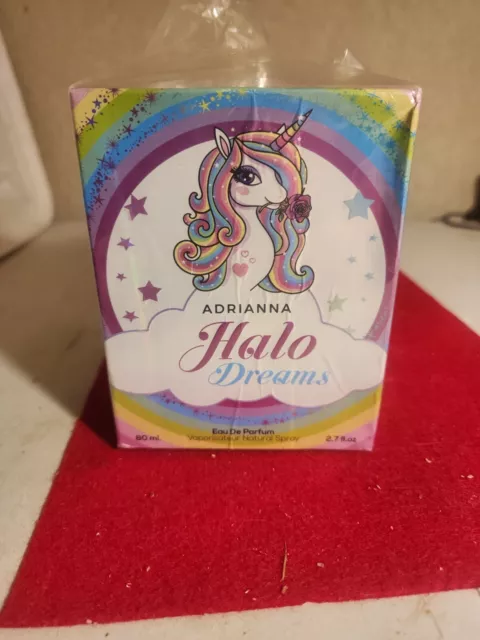 ADRIANNA
Halo
Dreams
Eau De Parfum
80 ml. Vaporisateur Natural Spray 2.7 fl.oz